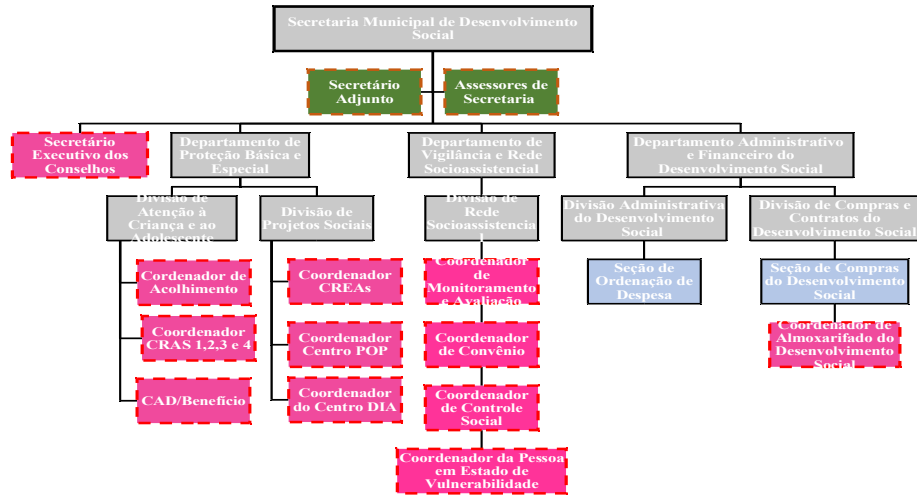 Secretaria Municipal de Desenvolvimento
Social
Secretário
Adjunto
Assessores de
Secretaria
Secretário
Executivo dos
Conselhos
Departamento de
Proteção Básica e
Especial
Departamento de
Vigilância e Rede
Socioassistencial
Departamento Administrativo
e Financeiro do
Desenvolvimento Social
Divisão de
Atenção à
Criança e ao Adolescente
Divisão de
Projetos Sociais
Divisão de
Rede
Socioassistencia
l
Divisão Administrativa
do Desenvolvimento
Social
Divisão de Compras e
Contratos do
Desenvolvimento Social
Cordenador de
Acolhimento
Coordenador
CREAs
Coordenador
de
Monitoramento
e Avaliação
Seção de
Ordenação de
Despesa
Seção de Compras
do Desenvolvimento
Social
Coordenador
CRAS 1,2,3 e 4
Coordenador
Centro POP
Coordenador
de Convênio
Coordenador de
Almoxarifado do
Desenvolvimento
Social
CAD/Benefício
Coordenador
do Centro DIA
Coordenador
de Controle
Social
Coordenador da Pessoa
em Estado de
Vulnerabilidade